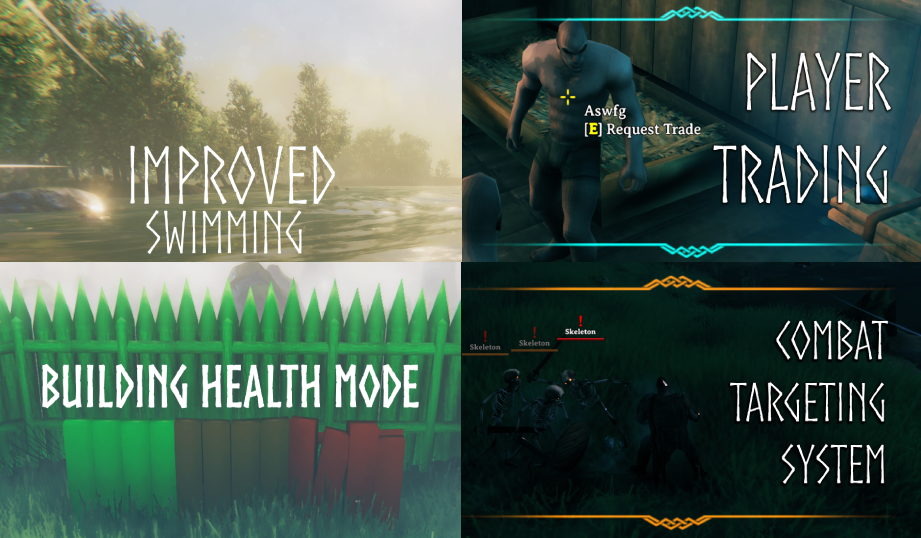 IMPROVED
SWIMMING
Aswfg
[E] Request Trade
PLAYER
TRADING
BUILDING HEALTH MODE
!
Skeleton
!
Skeleton
!
Skeleton
COMBAT
TARGETING
SYSTEM